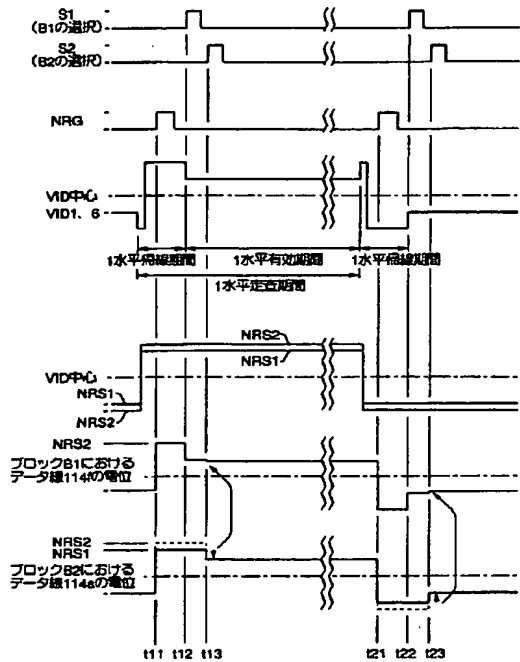 S1
(B1の選択)
S2
(B2の選択)
NRG
VID中心
VID1、6
1水平帰線期間 1水平有効期間 1水平帰線期間
1水平走査期間
NRS2
NRS1
VID中心
NRS1
NRS2
NRS2
ブロックB1における
データ線114fの電位
NRS2
NRS1
ブロックB2における
データ線114aの電位
t11 t12 t13 t21 t22 t23